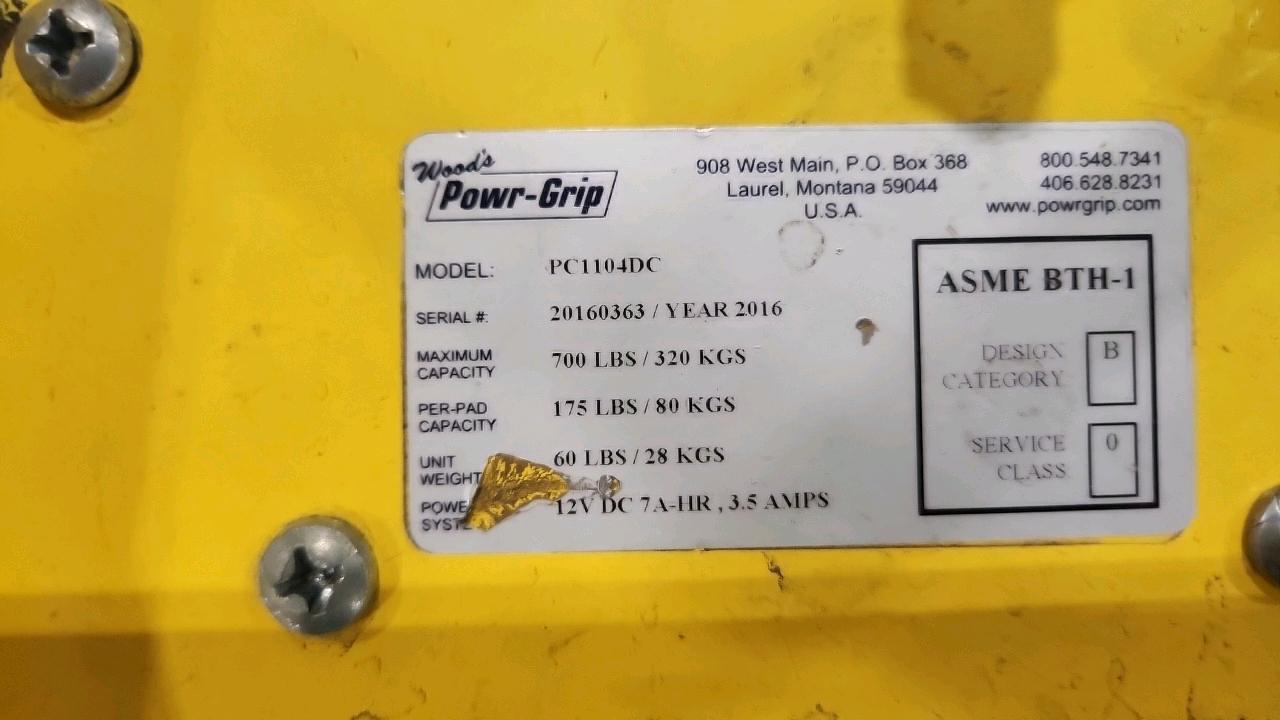 Wood's
Powr-Grip
908 West Main, P.O. Box 368
Laurel, Montana 59044
U.S.A.
800.548.7341
406.628.8231
www.powrgrip.com
MODEL: PC1104DC
SERIAL #: 20160363 / YEAR 2016
MAXIMUM
CAPACITY 700 LBS / 320 KGS
PER-PAD
CAPACITY 175 LBS / 80 KGS
UNIT
WEIGHT 60 LBS / 28 KGS
12V DC 7A-HR , 3.5 AMPS
ASME BTH-1
DESIGN
CATEGORY B
SERVICE
CLASS 0